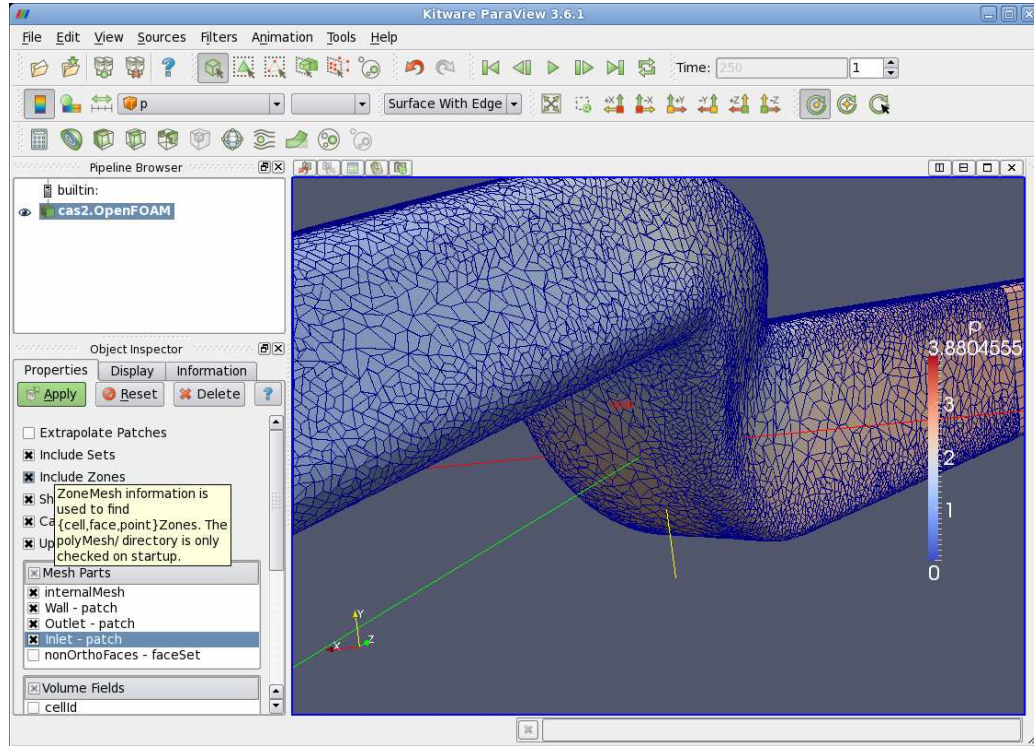 Kitware ParaView 3.6.1
File Edit View Sources Filters Animation Tools Help
Time: 250 1
p Surface With Edge
+X -X +Y -Y +Z -Z
Pipeline Browser
builtin:
cas2.OpenFOAM
Object Inspector
Properties Display Information
Apply Reset Delete ?
Extrapolate Patches
Include Sets
Include Zones
Sh
Ca
Up
ZoneMesh information is
used to find
{cell,face,point}Zones. The
polyMesh/ directory is only
checked on startup.
Mesh Parts
internalMesh
Wall - patch
Outlet - patch
Inlet - patch
nonOrthoFaces - faceSet
Volume Fields
cellId
p
3.8804555
3
2
1
0
Y
X Z